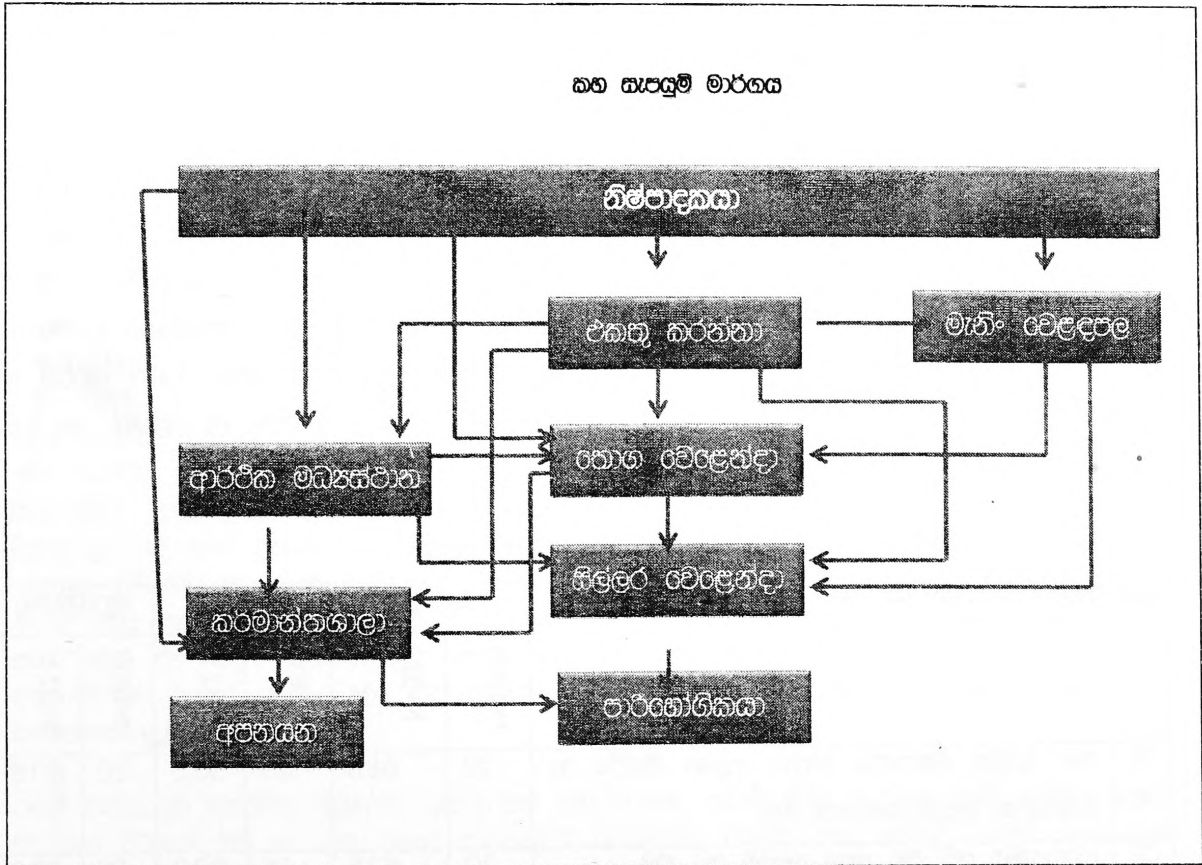 කහ සැපයුම් මාර්ගය
නිෂ්පාදකයා
එකතු කරන්නා
මැනිං වෙළඳපල
තොග වෙළෙන්දා
ආර්ථික මධ්‍යස්ථාන
සිල්ලර වෙළෙන්දා
කර්මාන්තශාලා
පාරිභෝගිකයා
අපනයන